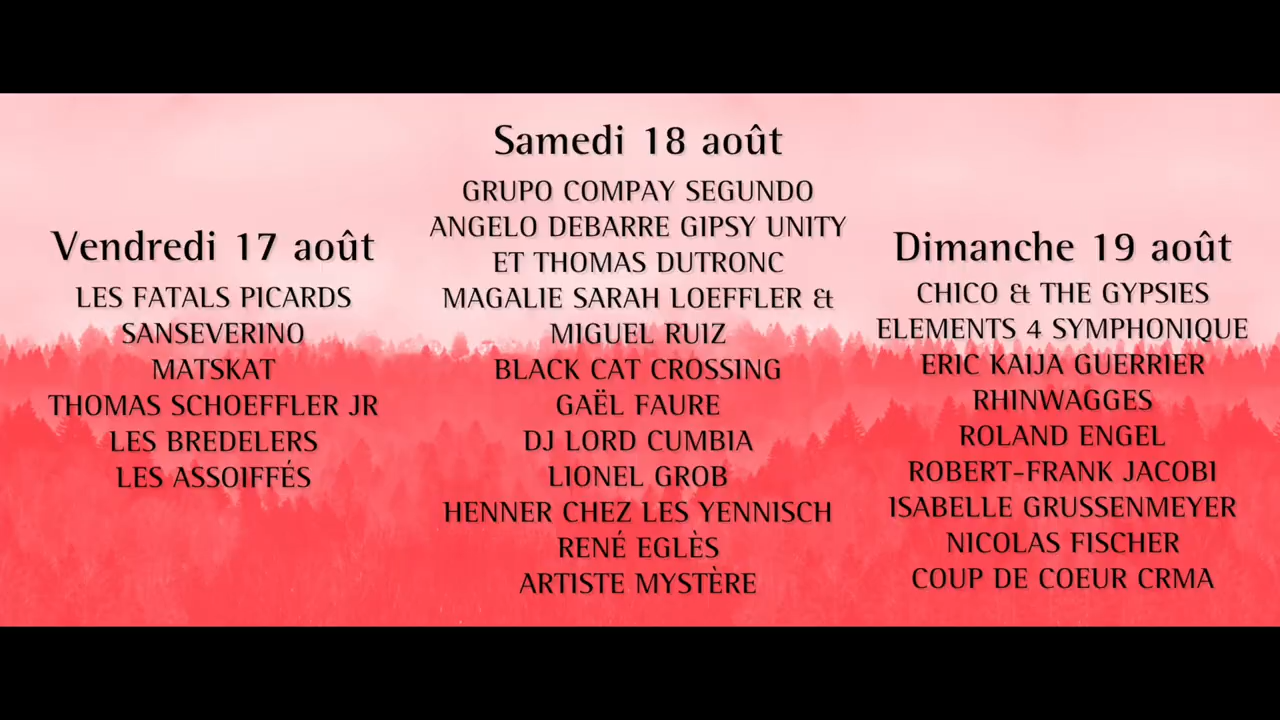 Vendredi 17 août
LES FATALS PICARDS
SANSEVERINO
MATSKAT
THOMAS SCHOEFFLER JR
LES BREDELERS
LES ASSOIFFÉS
Samedi 18 août
GRUPO COMPAY SEGUNDO
ANGELO DEBARRE GIPSY UNITY
ET THOMAS DUTRONC
MAGALIE SARAH LOEFFLER &
MIGUEL RUIZ
BLACK CAT CROSSING
GAËL FAURE
DJ LORD CUMBIA
LIONEL GROB
HENNER CHEZ LES YENNISCH
RENÉ EGLÈS
ARTISTE MYSTÈRE
Dimanche 19 août
CHICO & THE GYPSIES
ELEMENTS 4 SYMPHONIQUE
ERIC KAIJA GUERRIER
RHINWAGGES
ROLAND ENGEL
ROBERT-FRANK JACOBI
ISABELLE GRUSSENMEYER
NICOLAS FISCHER
COUP DE COEUR CRMA